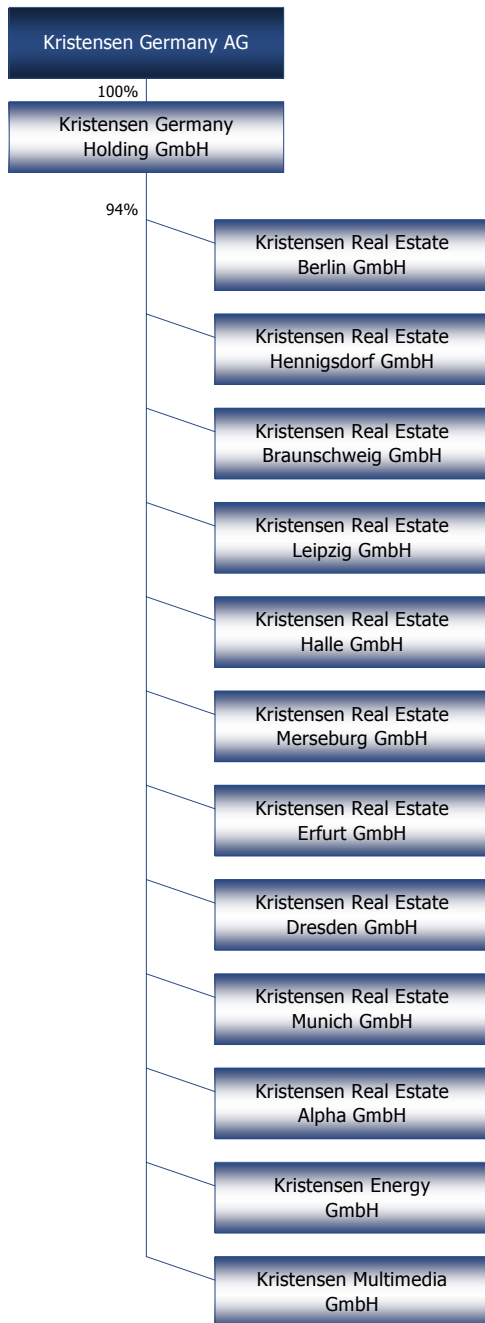 Kristensen Germany AG
100%
Kristensen Germany
Holding GmbH
94%
Kristensen Real Estate
Berlin GmbH
Kristensen Real Estate
Hennigsdorf GmbH
Kristensen Real Estate
Braunschweig GmbH
Kristensen Real Estate
Leipzig GmbH
Kristensen Real Estate
Halle GmbH
Kristensen Real Estate
Merseburg GmbH
Kristensen Real Estate
Erfurt GmbH
Kristensen Real Estate
Dresden GmbH
Kristensen Real Estate
Munich GmbH
Kristensen Real Estate
Alpha GmbH
Kristensen Energy
GmbH
Kristensen Multimedia
GmbH